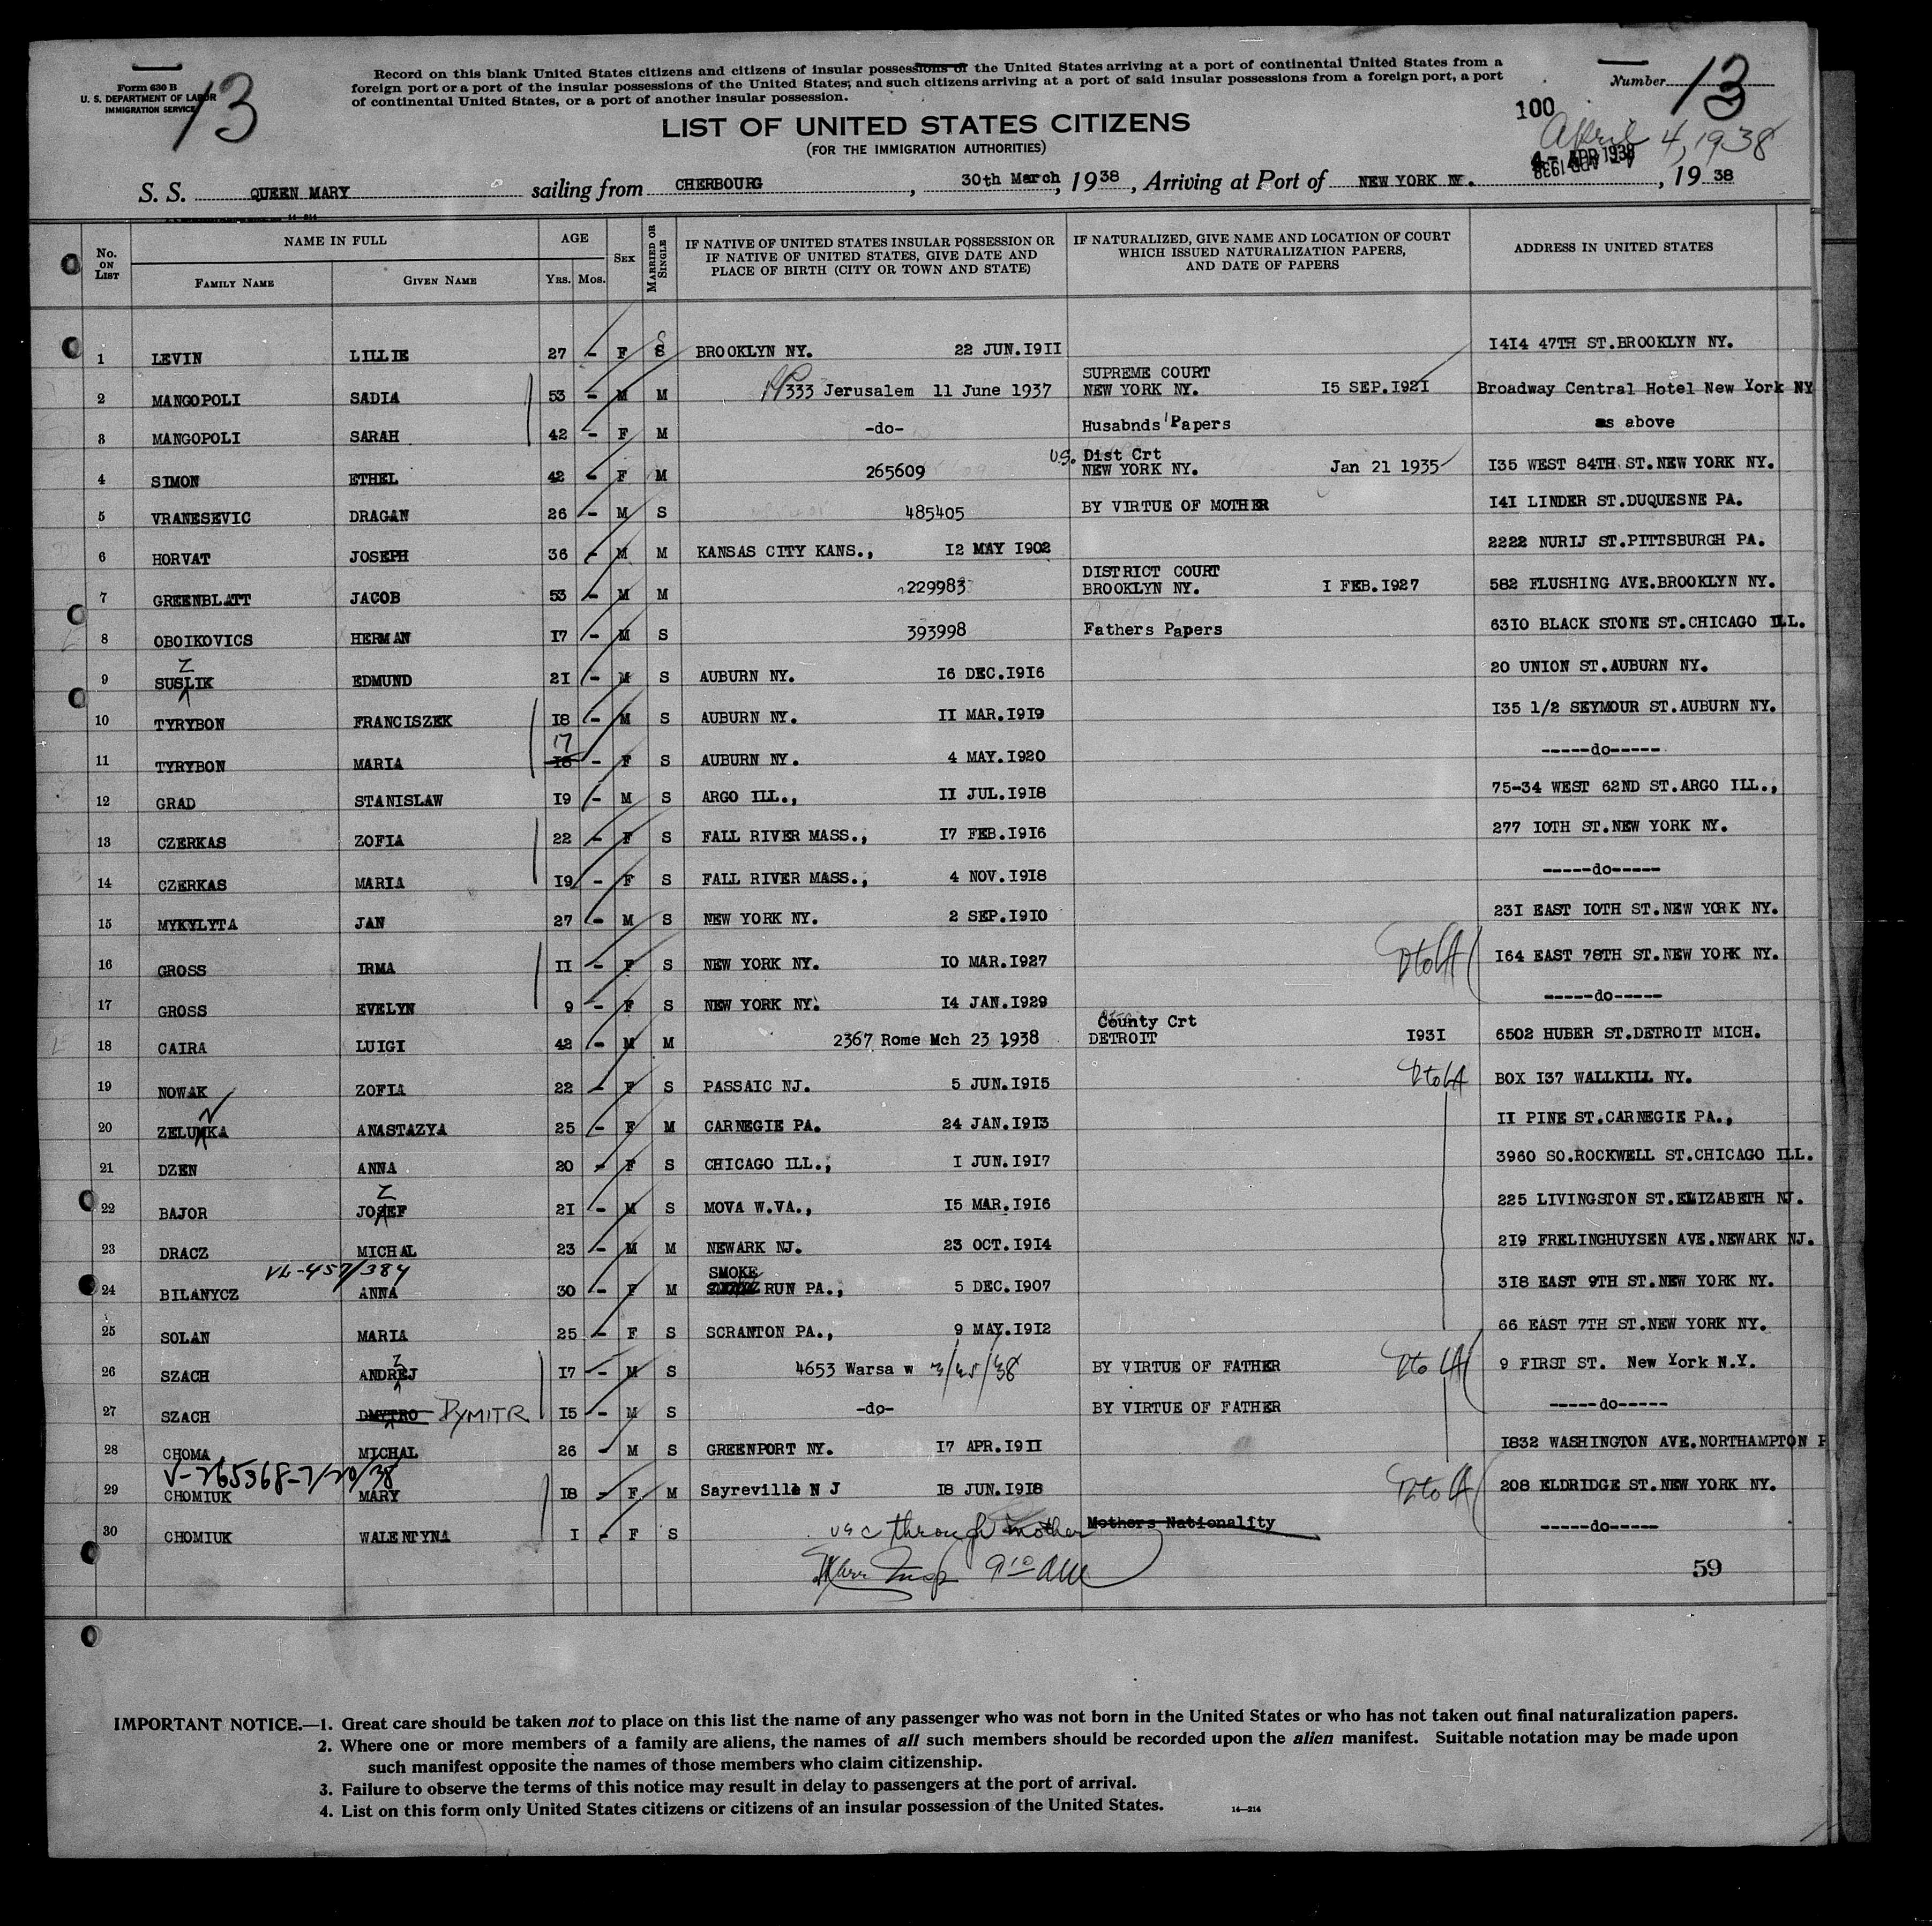 Form 630 B
U. S. DEPARTMENT OF LABOR
IMMIGRATION SERVICE
13
Record on this blank United States citizens and citizens of insular possessions of the United States arriving at a port of continental United States from a
foreign port or a port of the insular possessions of the United States; and such citizens arriving at a port of said insular possessions from a foreign port, a port
of continental United States, or a port of another insular possession.
Number 13
100
LIST OF UNITED STATES CITIZENS
(FOR THE IMMIGRATION AUTHORITIES)
April 4, 1938
4- APR 1938
S. S. QUEEN MARY sailing from CHERBOURG, 30th March, 1938, Arriving at Port of NEW YORK NY., 1938
14-214
No. ON LIST NAME IN FULL AGE SEX MARRIED OR SINGLE IF NATIVE OF UNITED STATES INSULAR POSSESSION OR IF NATIVE OF UNITED STATES, GIVE DATE AND PLACE OF BIRTH (CITY OR TOWN AND STATE) IF NATURALIZED, GIVE NAME AND LOCATION OF COURT WHICH ISSUED NATURALIZATION PAPERS, AND DATE OF PAPERS ADDRESS IN UNITED STATES
FAMILY NAME GIVEN NAME YRS. MOS.
1 LEVIN LILLIE 27 - F S BROOKLYN NY. 22 JUN.1911 1414 47TH ST.BROOKLYN NY.
2 MANGOPOLI SADIA 53 - M M PP333 Jerusalem 11 June 1937 SUPREME COURT NEW YORK NY. 15 SEP.1921 Broadway Central Hotel New York NY
3 MANGOPOLI SARAH 42 - F M -do- Husabnds' Papers as above
4 SIMON ETHEL 42 - F M 265609 US. Dist Crt NEW YORK NY. Jan 21 1935 135 WEST 84TH ST.NEW YORK NY.
5 VRANESEVIC DRAGAN 26 - M S 485405 BY VIRTUE OF MOTHER 141 LINDER ST.DUQUESNE PA.
6 HORVAT JOSEPH 36 - M M KANSAS CITY KANS., 12 MAY 1902 2222 NURIJ ST.PITTSBURGH PA.
7 GREENBLATT JACOB 53 - M M 229983 DISTRICT COURT BROOKLYN NY. 1 FEB.1927 582 FLUSHING AVE.BROOKLYN NY.
8 OBOIKOVICS HERMAN 17 - M S 393998 Fathers Papers 6310 BLACK STONE ST.CHICAGO ILL.
9 SUSLIK Z EDMUND 21 - M S AUBURN NY. 16 DEC.1916 20 UNION ST.AUBURN NY.
10 TYRYBON FRANCISZEK 18 - M S AUBURN NY. 11 MAR.1919 135 1/2 SEYMOUR ST.AUBURN NY.
11 TYRYBON MARIA 18 17 - F S AUBURN NY. 4 MAY.1920 -----do-----
12 GRAD STANISLAW 19 - M S ARGO ILL., 11 JUL.1918 75-34 WEST 62ND ST.ARGO ILL.,
13 CZERKAS ZOFIA 22 - F S FALL RIVER MASS., 17 FEB.1916 277 10TH ST.NEW YORK NY.
14 CZERKAS MARIA 19 - F S FALL RIVER MASS., 4 NOV.1918 -----do-----
15 MYKYLYTA JAN 27 - M S NEW YORK NY. 2 SEP.1910 231 EAST 10TH ST.NEW YORK NY.
16 GROSS IRMA 11 - F S NEW YORK NY. 10 MAR.1927 164 EAST 78TH ST.NEW YORK NY.
17 GROSS EVELYN 9 - F S NEW YORK NY. 14 JAN.1929 -----do-----
18 CAIRA LUIGI 42 - M M 2367 Rome Mch 23 1938 County Crt DETROIT 1931 6502 HUBER ST.DETROIT MICH.
19 NOWAK ZOFIA 22 - F S PASSAIC NJ. 5 JUN.1915 BOX 137 WALLKILL NY.
20 ZELUMKA N ANASTAZYA 25 - F M CARNEGIE PA. 24 JAN.1913 11 PINE ST.CARNEGIE PA.,
21 DZEN ANNA 20 - F S CHICAGO ILL., 1 JUN.1917 3960 SO.ROCKWELL ST.CHICAGO ILL.
22 BAJOR JOSEF Z 21 - M S MOVA W.VA., 15 MAR.1916 225 LIVINGSTON ST.ELIZABETH NJ.
23 DRACZ MICHAL 23 - M M NEWARK NJ. 23 OCT.1914 219 FRELINGHUYSEN AVE.NEWARK NJ.
VL-457/384
24 BILANYCZ ANNA 30 - F M SMOKE RUN PA., 5 DEC.1907 318 EAST 9TH ST.NEW YORK NY.
25 SOLAN MARIA 25 - F S SCRANTON PA., 9 MAY.1912 66 EAST 7TH ST.NEW YORK NY.
26 SZACH ANDREJ Z 17 - M S 4653 Warsa w 3/25/38 BY VIRTUE OF FATHER 9 FIRST ST. New York N.Y.
27 SZACH DMYTRO DYMITR 15 - M S -do- BY VIRTUE OF FATHER -----do-----
28 CHOMA MICHAL 26 - M S GREENPORT NY. 17 APR.1911 1832 WASHINGTON AVE.NORTHAMPTON P
V-265368-7/20/38
29 CHOMIUK MARY 18 - F M Sayreville N J 18 JUN.1918 208 ELDRIDGE ST.NEW YORK NY.
30 CHOMIUK WALENTYNA 1 - F S usc through mother Mothers Nationality -----do-----
Insp 9:10 AM
59
IMPORTANT NOTICE.—1. Great care should be taken not to place on this list the name of any passenger who was not born in the United States or who has not taken out final naturalization papers.
2. Where one or more members of a family are aliens, the names of all such members should be recorded upon the alien manifest. Suitable notation may be made upon
such manifest opposite the names of those members who claim citizenship.
3. Failure to observe the terms of this notice may result in delay to passengers at the port of arrival.
4. List on this form only United States citizens or citizens of an insular possession of the United States.
14-214